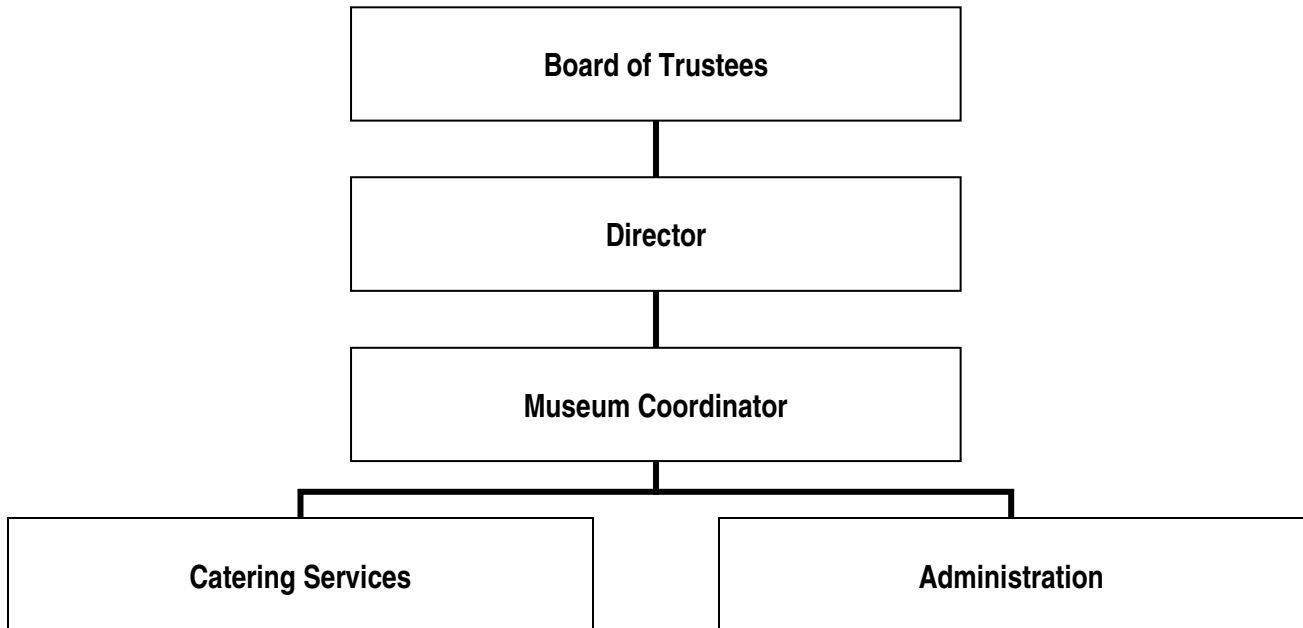 Board of Trustees
Director
Museum Coordinator
Catering Services
Administration